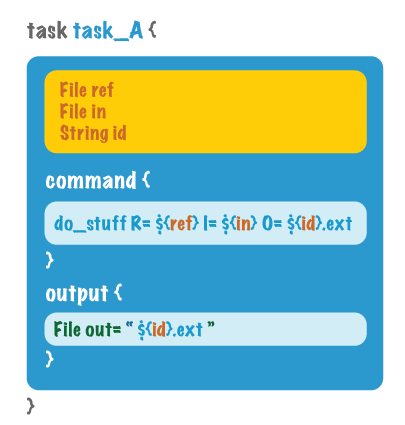 task task_A {
File ref
File in
String id
command {
do_stuff R= ${ref} I= ${in} O= ${id}.ext
}
output {
File out= “ ${id}.ext ”
}
}